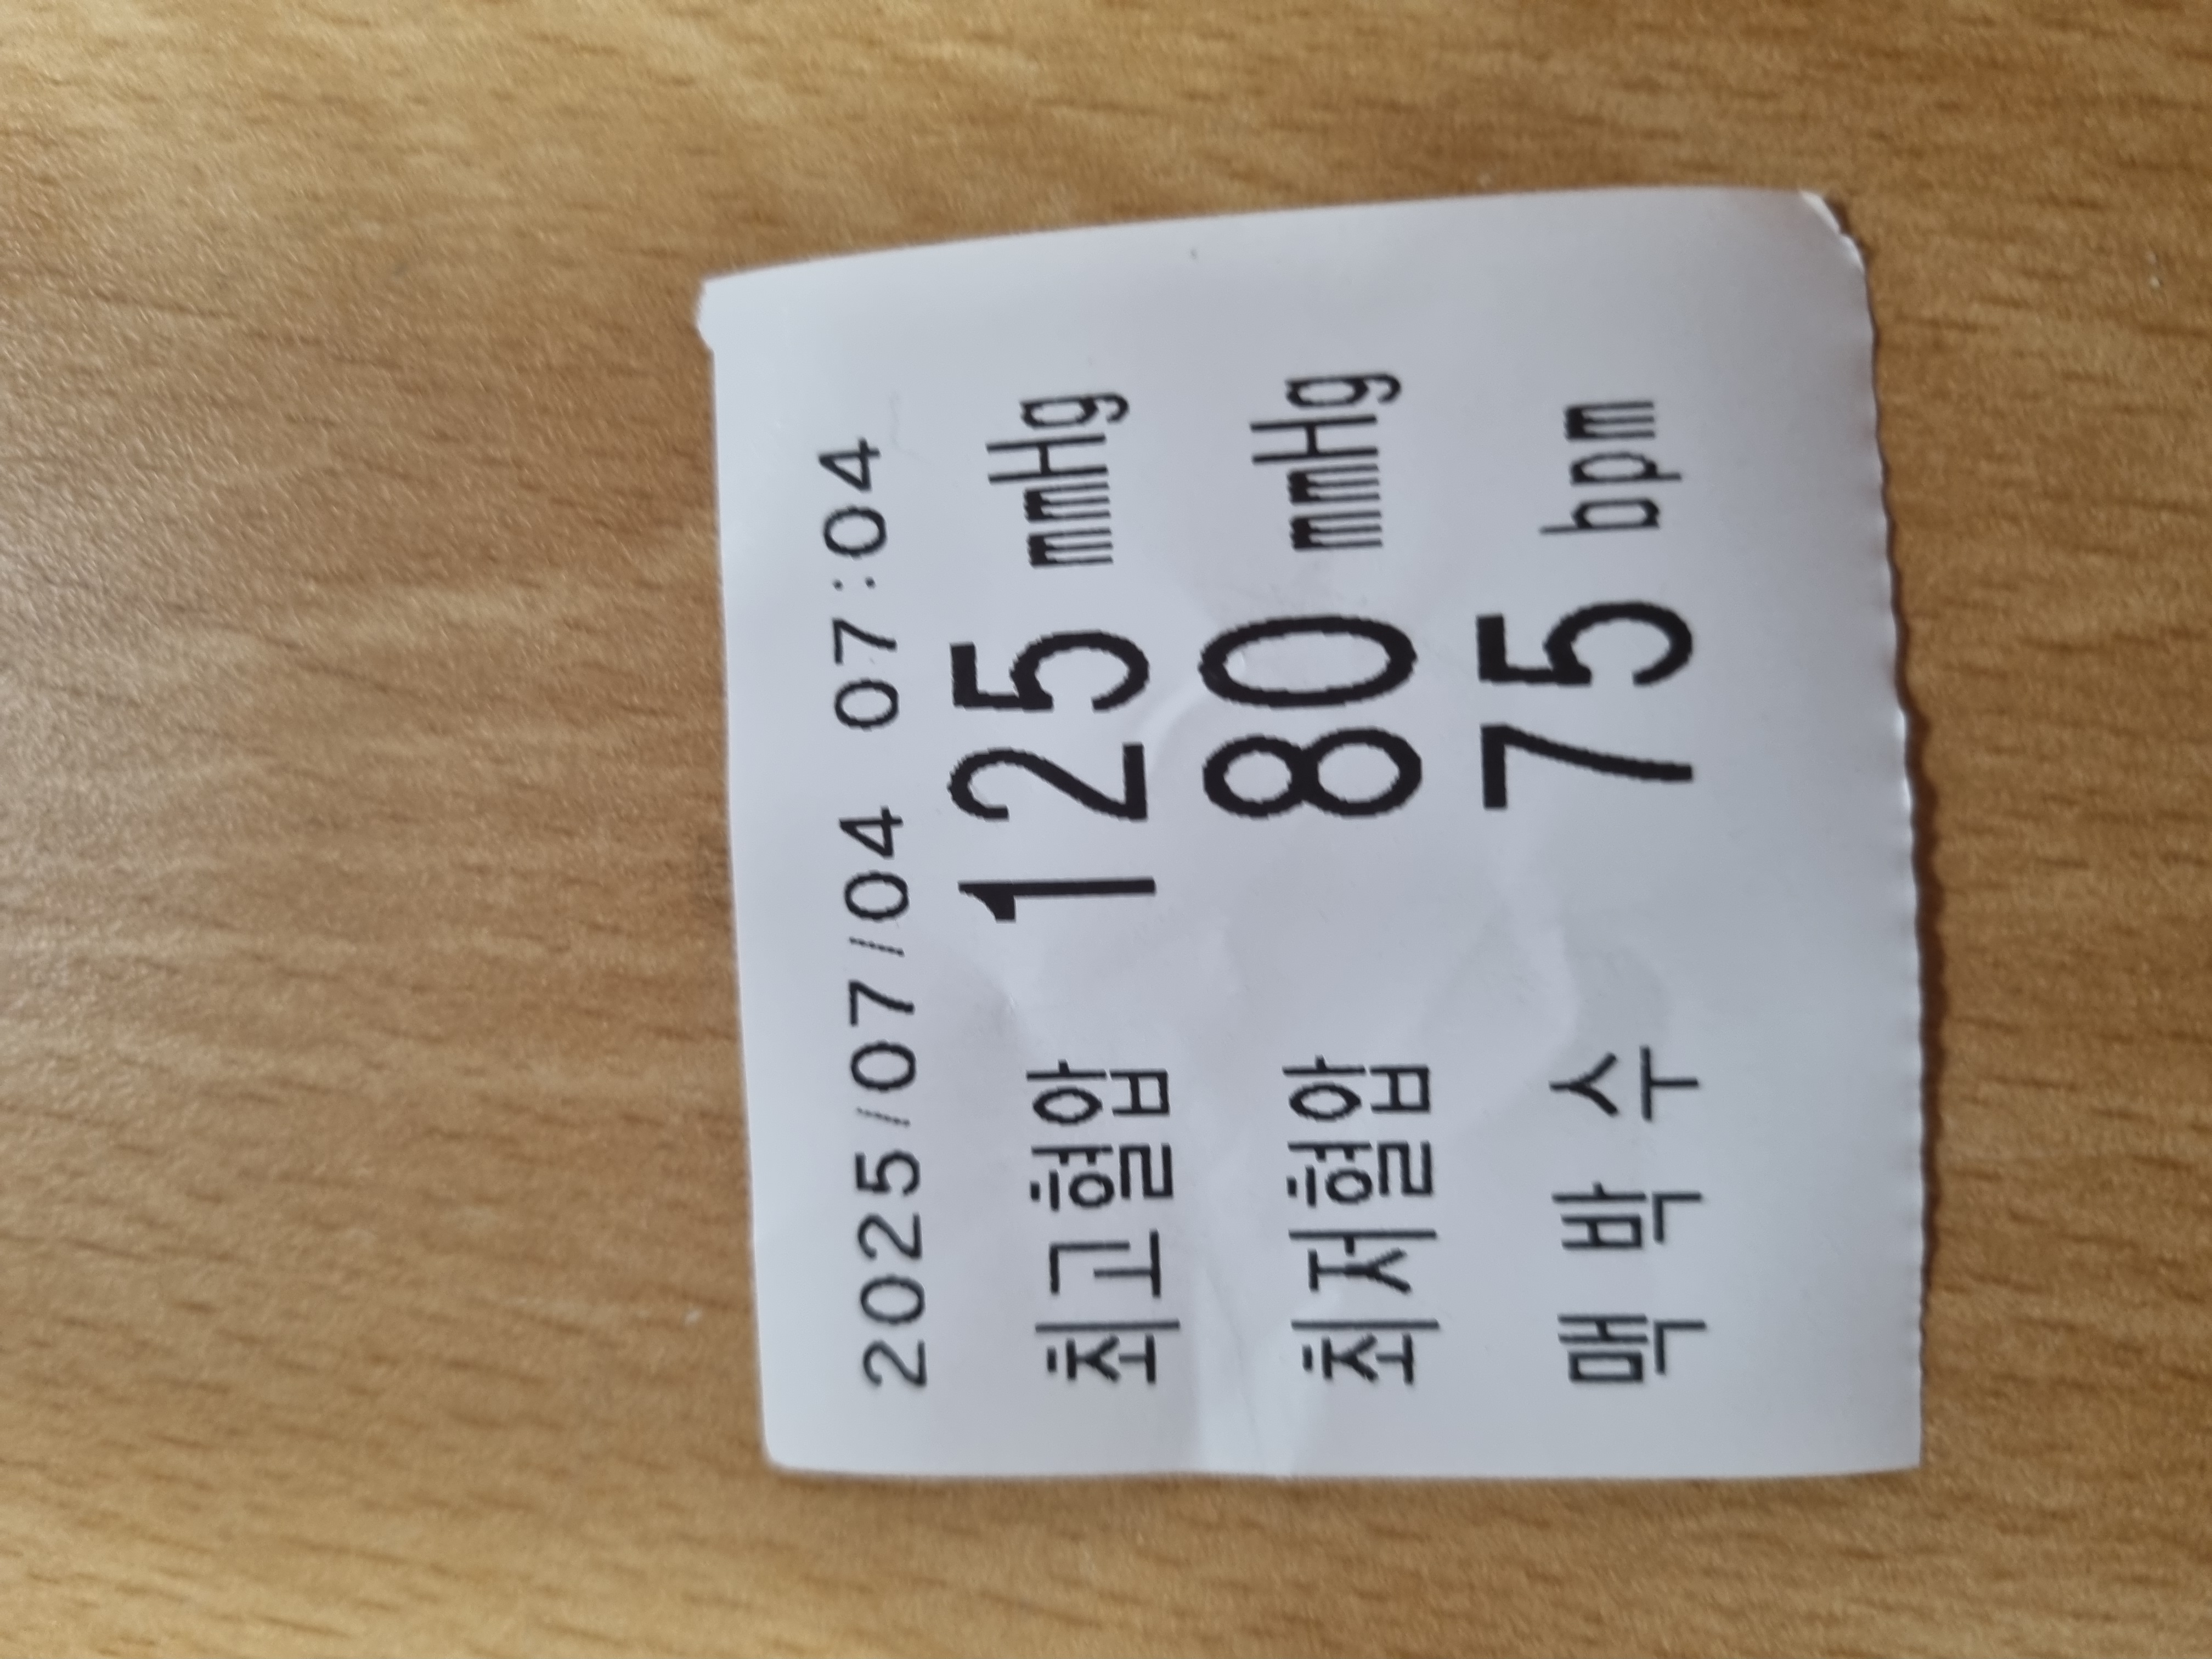 2025/07/04 07:04
최고혈압 125 mmHg
최저혈압 80 mmHg
맥 박 수 75 bpm